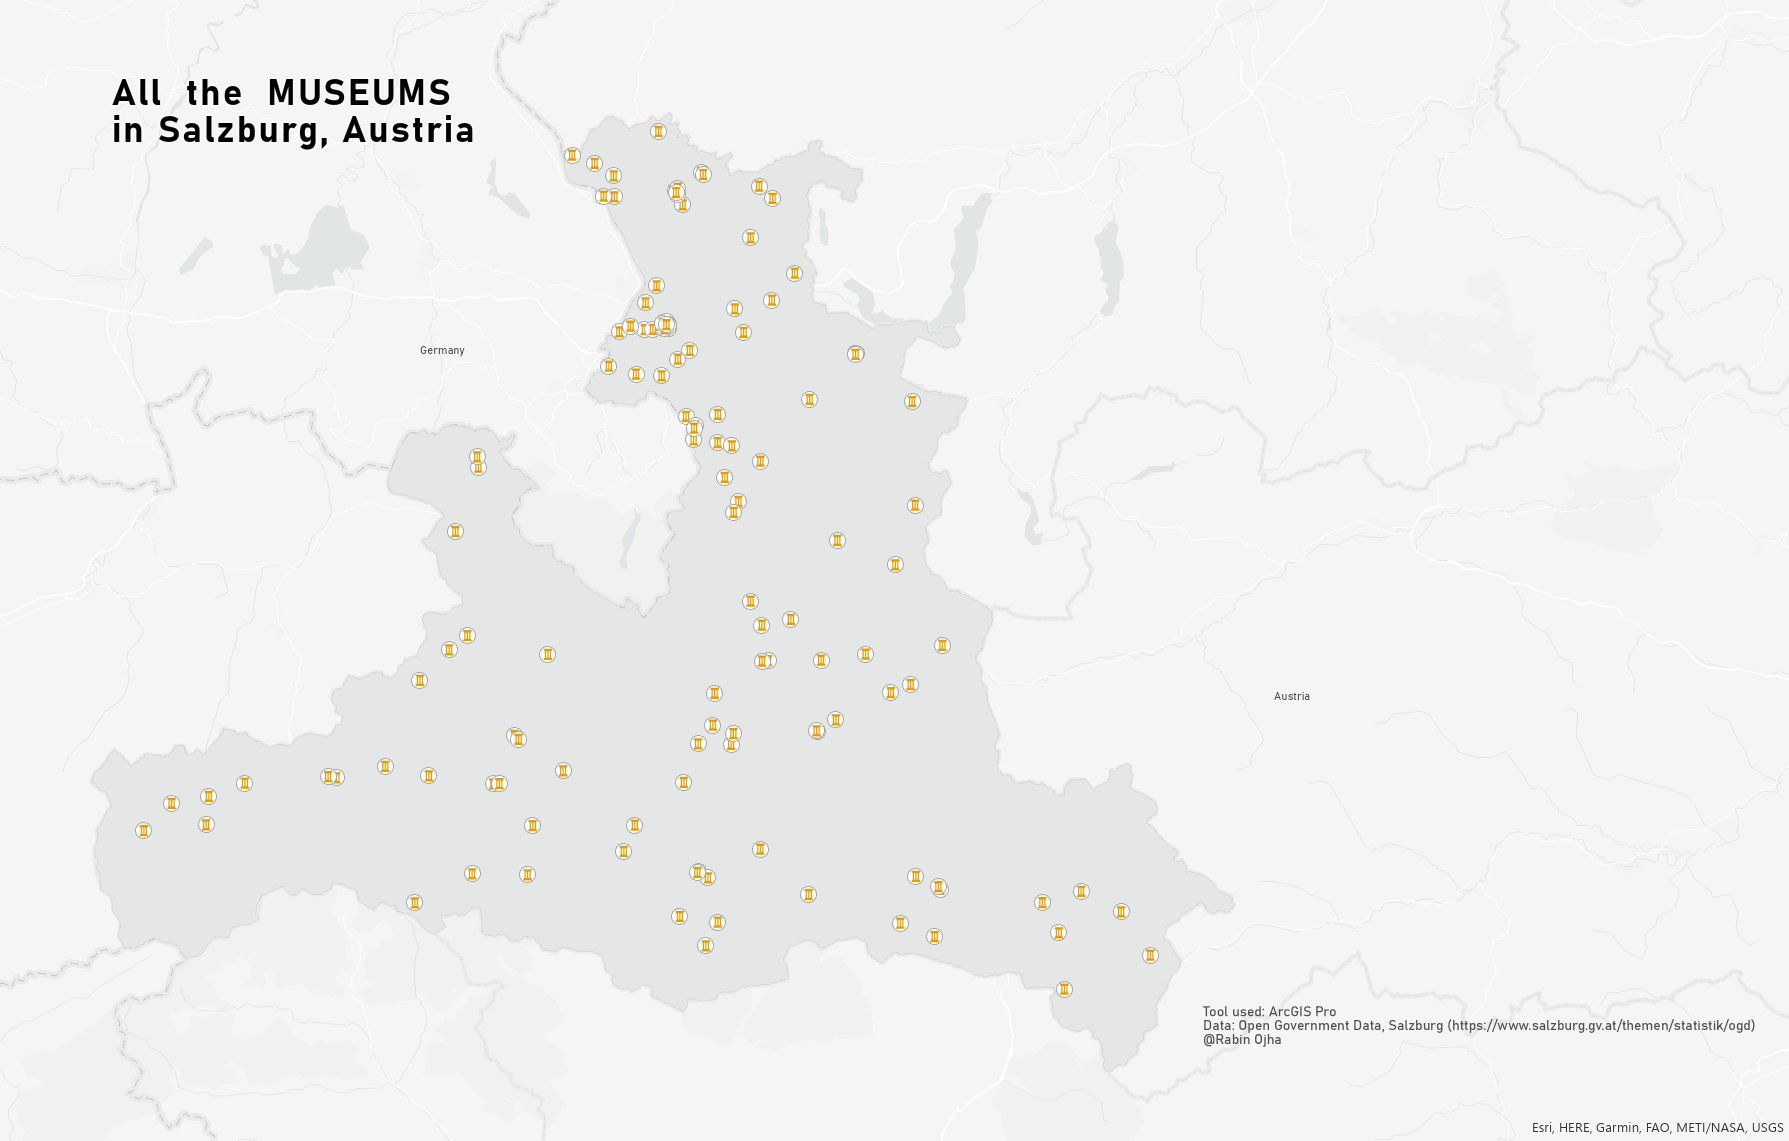 All the MUSEUMS
in Salzburg, Austria
Germany
Austria
Tool used: ArcGIS Pro
Data: Open Government Data, Salzburg (https://www.salzburg.gv.at/themen/statistik/ogd)
@Rabin Ojha
Esri, HERE, Garmin, FAO, METI/NASA, USGS